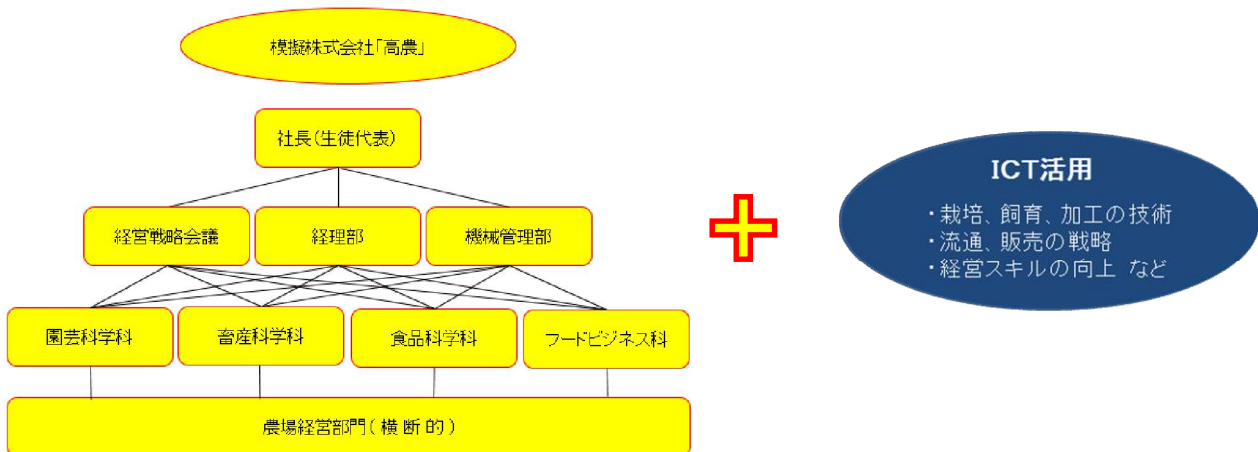 模擬株式会社「高農」
社長(生徒代表)
経営戦略会議
経理部
機械管理部
園芸科学科
畜産科学科
食品科学科
フードビジネス科
農場経営部門(横断的)
ICT活用
・栽培、飼育、加工の技術
・流通、販売の戦略
・経営スキルの向上 など